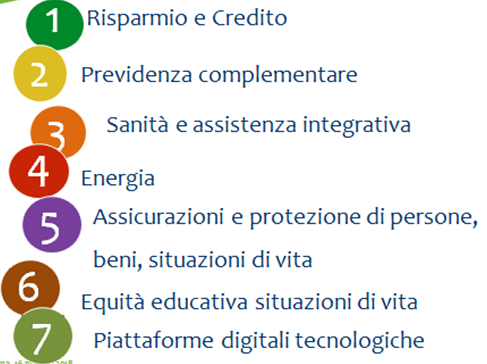 1 Risparmio e Credito
2 Previdenza complementare
3 Sanità e assistenza integrativa
4 Energia
5 Assicurazioni e protezione di persone,
beni, situazioni di vita
6 Equità educativa situazioni di vita
7 Piattaforme digitali tecnologiche